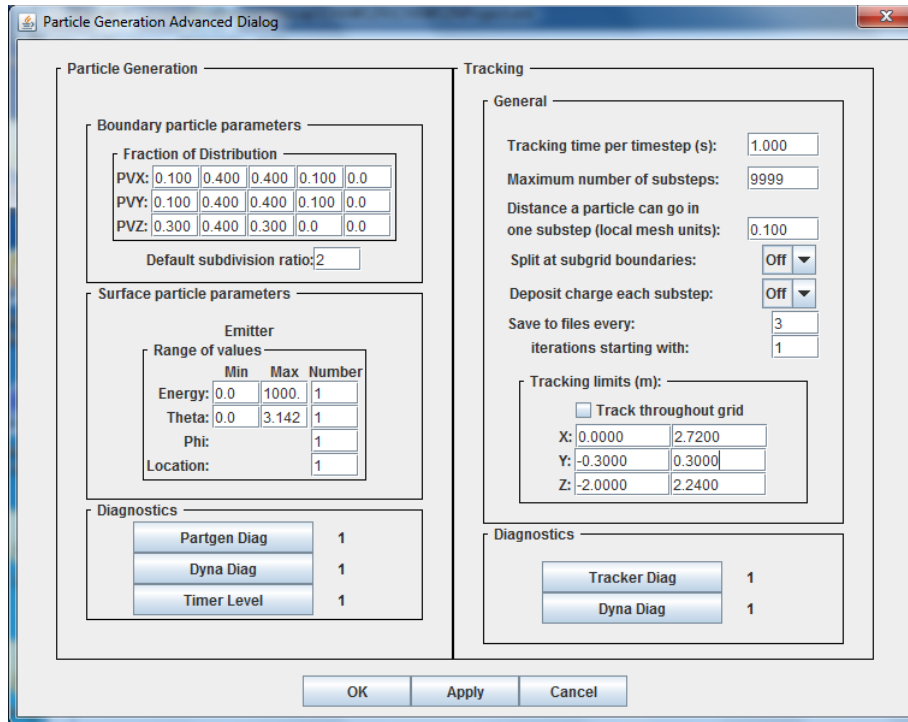 Particle Generation Advanced Dialog
Particle Generation
Boundary particle parameters
Fraction of Distribution
PVX: 0.100 0.400 0.400 0.100 0.0
PVY: 0.100 0.400 0.400 0.100 0.0
PVZ: 0.300 0.400 0.300 0.0 0.0
Default subdivision ratio: 2
Surface particle parameters
Emitter
Range of values
Min Max Number
Energy: 0.0 1000. 1
Theta: 0.0 3.142 1
Phi: 1
Location: 1
Diagnostics
Partgen Diag 1
Dyna Diag 1
Timer Level 1
Tracking
General
Tracking time per timestep (s): 1.000
Maximum number of substeps: 9999
Distance a particle can go in
one substep (local mesh units): 0.100
Split at subgrid boundaries: Off
Deposit charge each substep: Off
Save to files every: 3
iterations starting with: 1
Tracking limits (m):
Track throughout grid
X: 0.0000 2.7200
Y: -0.3000 0.3000
Z: -2.0000 2.2400
Diagnostics
Tracker Diag 1
Dyna Diag 1
OK Apply Cancel